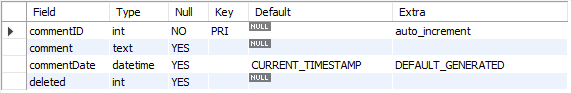 Field Type Null Key Default Extra
commentID int NO PRI NULL auto_increment
comment text YES NULL
commentDate datetime YES CURRENT_TIMESTAMP DEFAULT_GENERATED
deleted int YES NULL